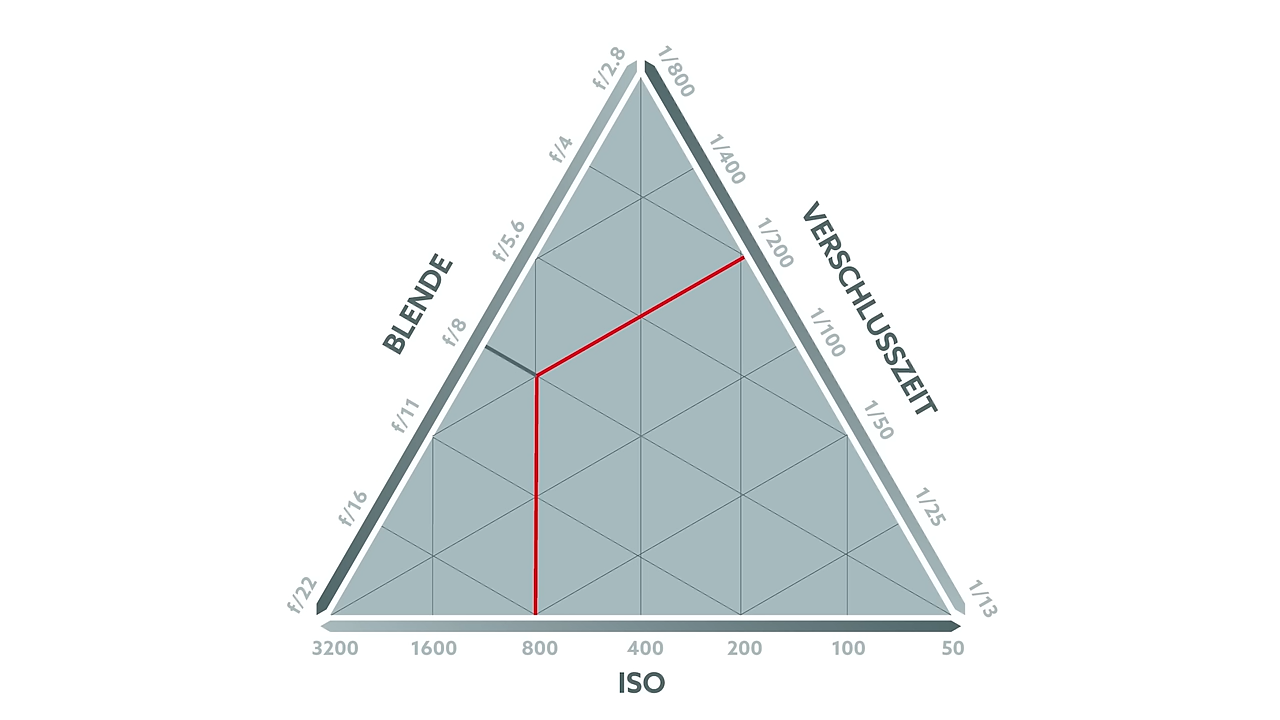 f/2.8
1/800
f/4
1/400
f/5.6
1/200
BLENDE
VERSCHLUSSZEIT
f/8
1/100
f/11
1/50
f/16
1/25
f/22
1/13
3200 1600 800 400 200 100 50
ISO